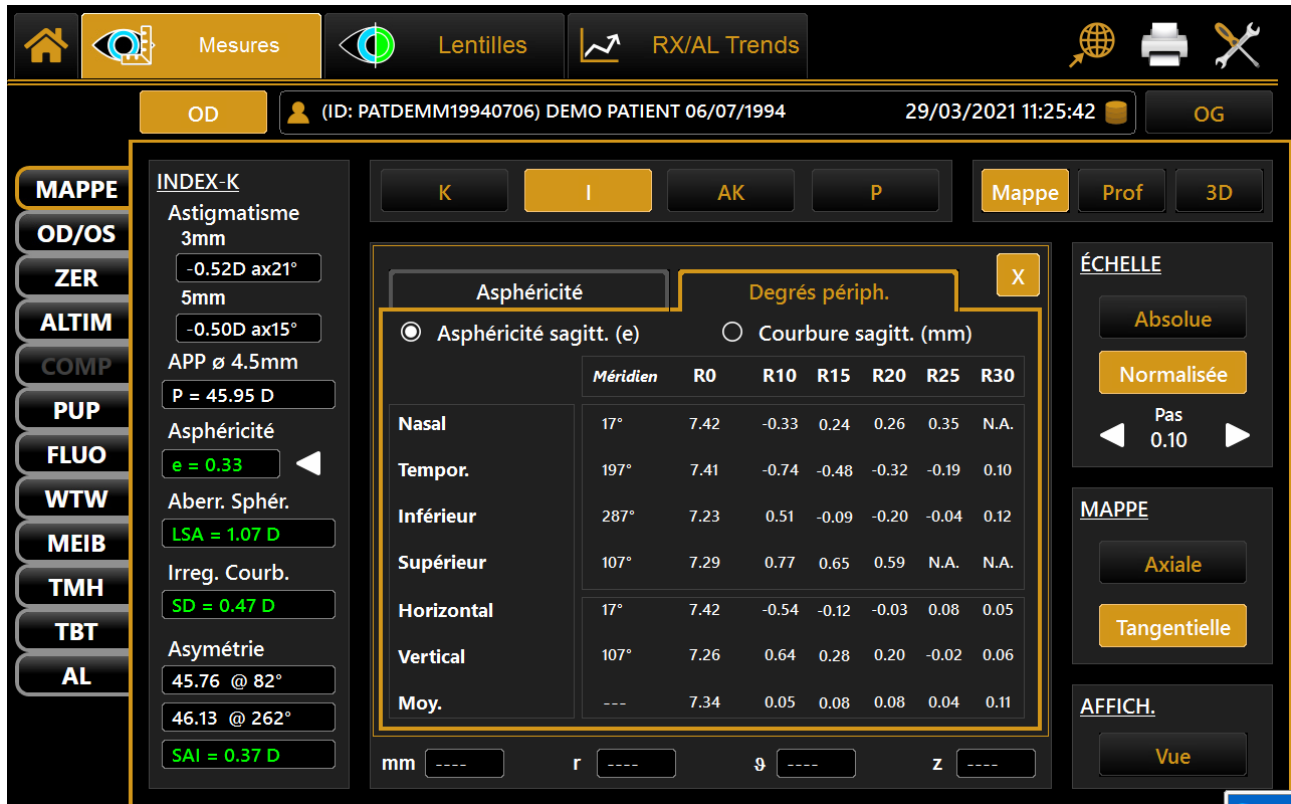 Mesures Lentilles RX/AL Trends
OD (ID: PATDEMM19940706) DEMO PATIENT 06/07/1994 29/03/2021 11:25:42 OG
MAPPE
OD/OS
ZER
ALTIM
COMP
PUP
FLUO
WTW
MEIB
TMH
TBT
AL
INDEX-K
Astigmatisme
3mm
-0.52D ax21°
5mm
-0.50D ax15°
APP ø 4.5mm
P = 45.95 D
Asphéricité
e = 0.33
Aberr. Sphér.
LSA = 1.07 D
Irreg. Courb.
SD = 0.47 D
Asymétrie
45.76 @ 82°
46.13 @ 262°
SAI = 0.37 D
K I AK P
Mappe Prof 3D
Asphéricité Degrés périph. X
Asphéricité sagitt. (e) Courbure sagitt. (mm)
Méridien R0 R10 R15 R20 R25 R30
Nasal 17° 7.42 -0.33 0.24 0.26 0.35 N.A.
Tempor. 197° 7.41 -0.74 -0.48 -0.32 -0.19 0.10
Inférieur 287° 7.23 0.51 -0.09 -0.20 -0.04 0.12
Supérieur 107° 7.29 0.77 0.65 0.59 N.A. N.A.
Horizontal 17° 7.42 -0.54 -0.12 -0.03 0.08 0.05
Vertical 107° 7.26 0.64 0.28 0.20 -0.02 0.06
Moy. --- 7.34 0.05 0.08 0.08 0.04 0.11
mm ---- r ---- ϑ ---- z ----
ÉCHELLE
Absolue
Normalisée
Pas
0.10
MAPPE
Axiale
Tangentielle
AFFICH.
Vue